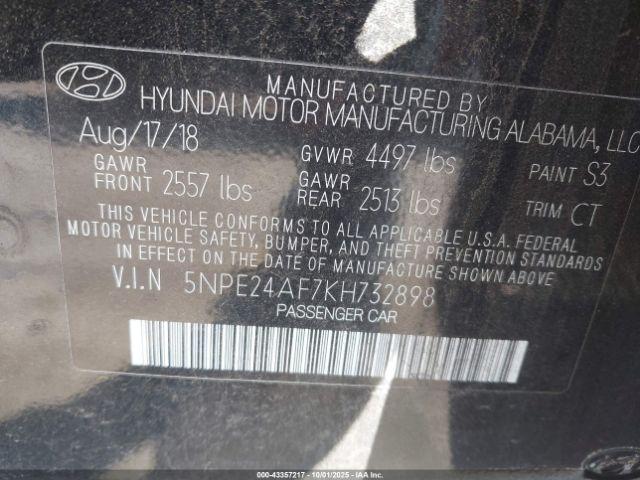 MANUFACTURED BY
HYUNDAI MOTOR MANUFACTURING ALABAMA, LLC
Aug/17/18 GVWR 4497 lbs PAINT S3
GAWR FRONT 2557 lbs GAWR REAR 2513 lbs TRIM CT
THIS VEHICLE CONFORMS TO ALL APPLICABLE U.S.A. FEDERAL
MOTOR VEHICLE SAFETY, BUMPER, AND THEFT PREVENTION STANDARDS
IN EFFECT ON THE DATE OF MANUFACTURE SHOWN ABOVE.
V.I.N 5NPE24AF7KH732898
PASSENGER CAR
000-43357217 - 10/01/2025 - IAAI.COM